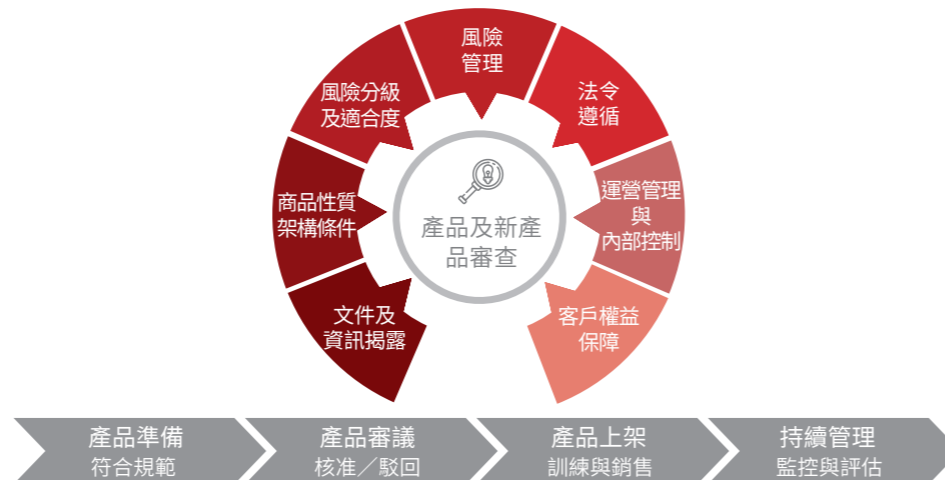 風險
管理
風險分級
及適合度
法令
遵循
商品性質
架構條件
產品及新產
品審查
運營管理
與
內部控制
文件及
資訊揭露
客戶權益
保障
產品準備
符合規範
產品審議
核准／駁回
產品上架
訓練與銷售
持續管理
監控與評估